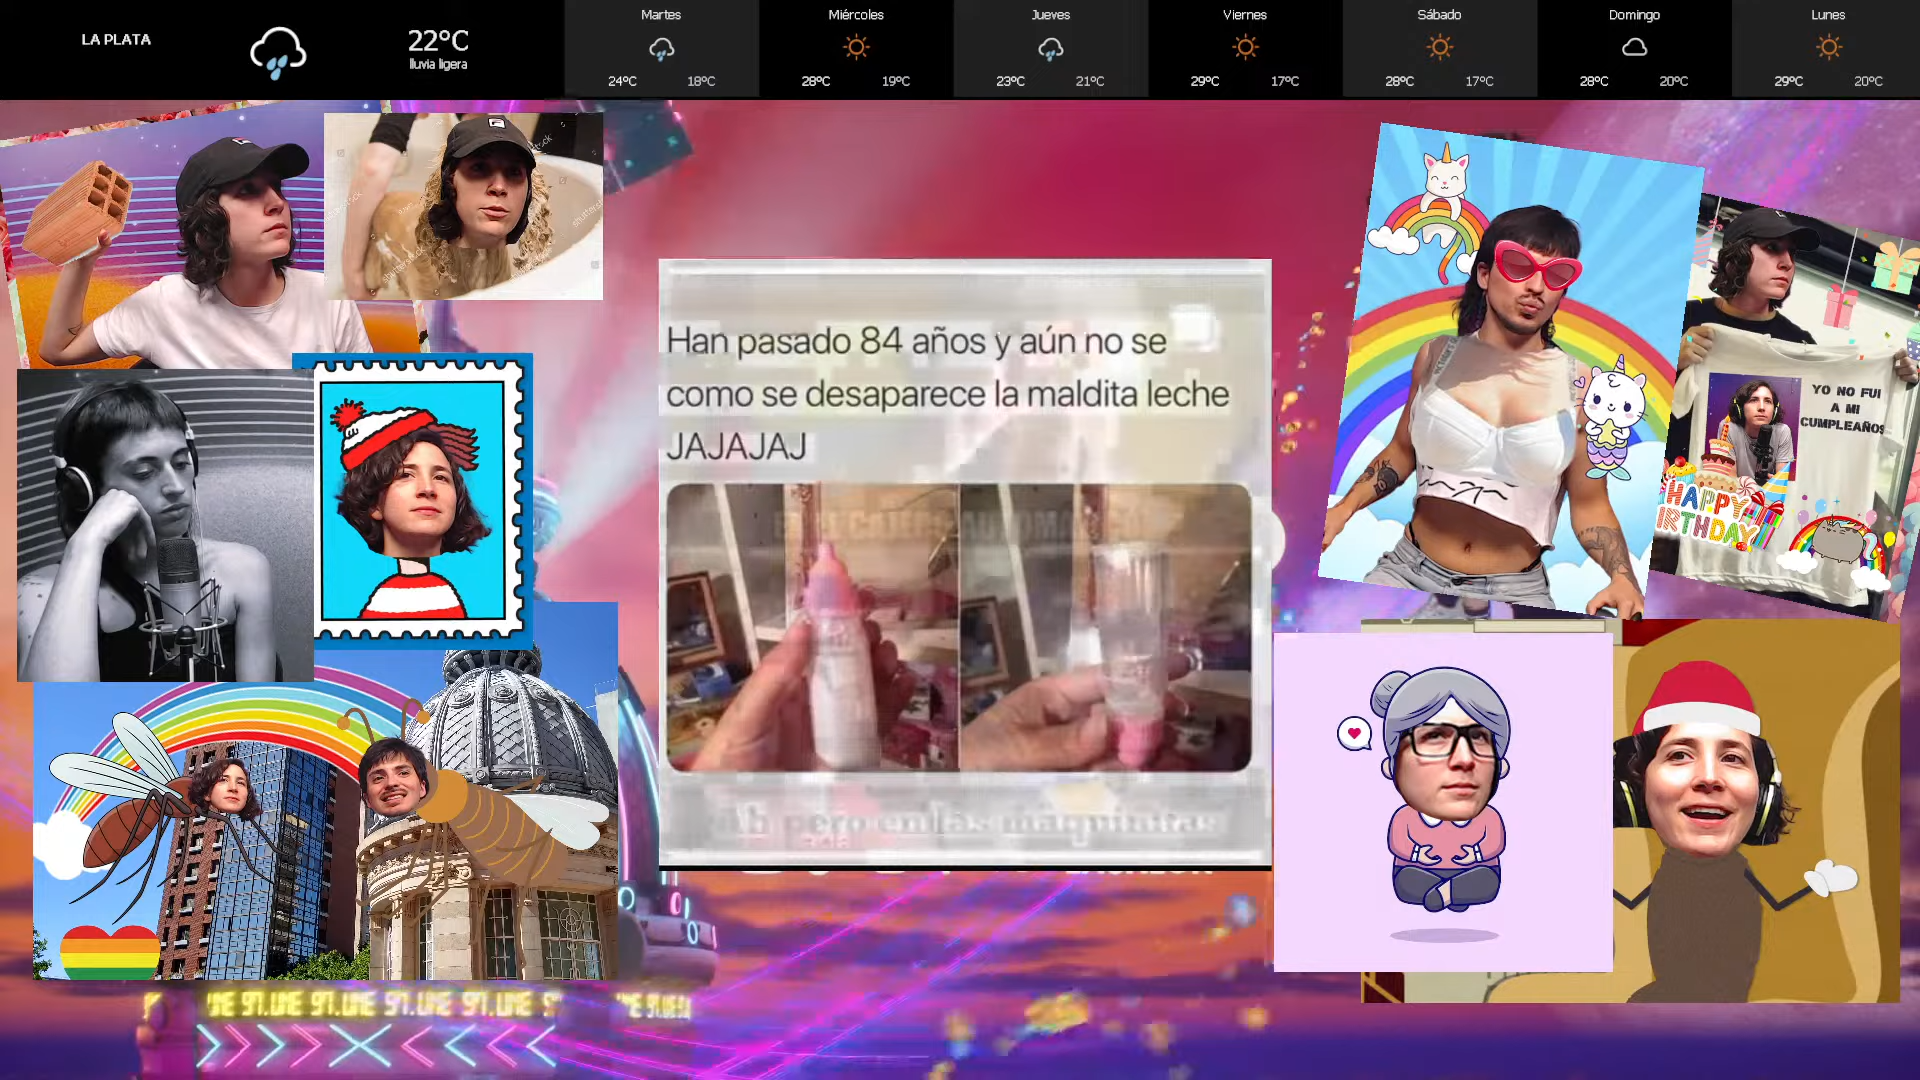 LA PLATA
22°C
lluvia ligera
Martes
24°C 18°C
Miércoles
28°C 19°C
Jueves
23°C 21°C
Viernes
29°C 17°C
Sábado
28°C 17°C
Domingo
28°C 20°C
Lunes
29°C 20°C
Han pasado 84 años y aún no se
como se desaparece la maldita leche
JAJAJAJ
YO NO FUI
A MI
CUMPLEAÑOS
HAPPY
shutterstock